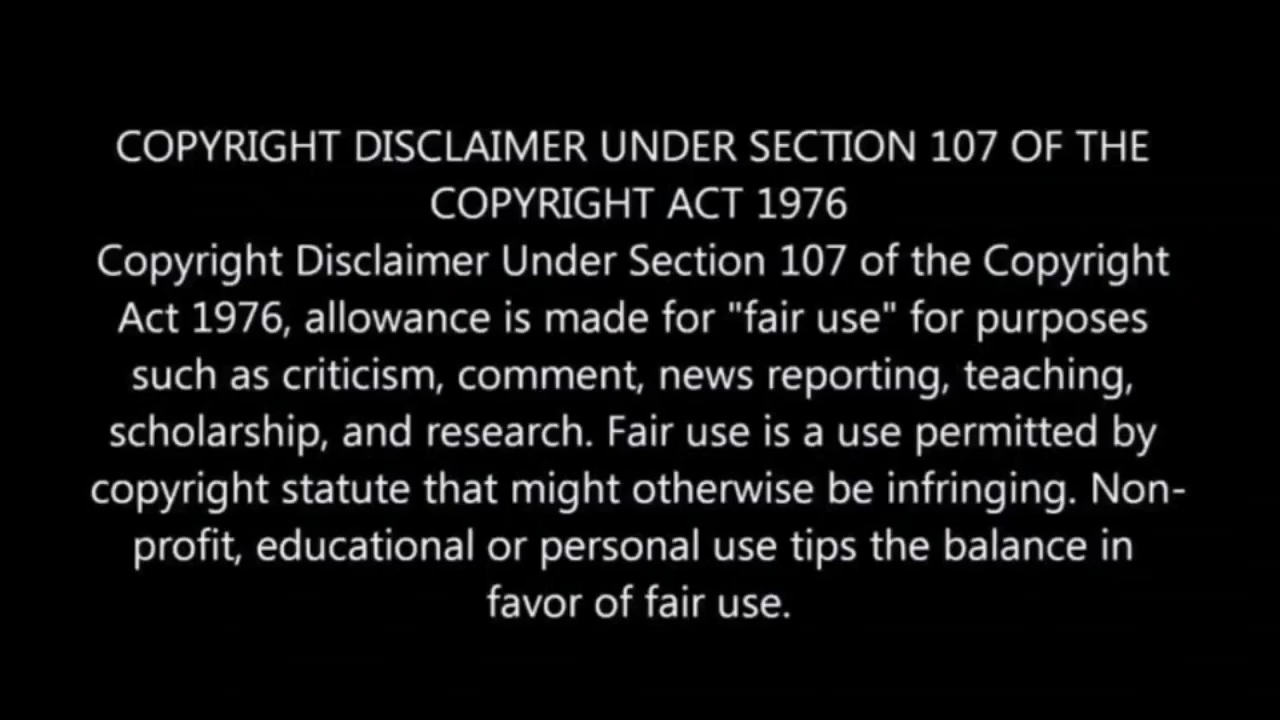 COPYRIGHT DISCLAIMER UNDER SECTION 107 OF THE
COPYRIGHT ACT 1976
Copyright Disclaimer Under Section 107 of the Copyright
Act 1976, allowance is made for "fair use" for purposes
such as criticism, comment, news reporting, teaching,
scholarship, and research. Fair use is a use permitted by
copyright statute that might otherwise be infringing. Non-
profit, educational or personal use tips the balance in
favor of fair use.